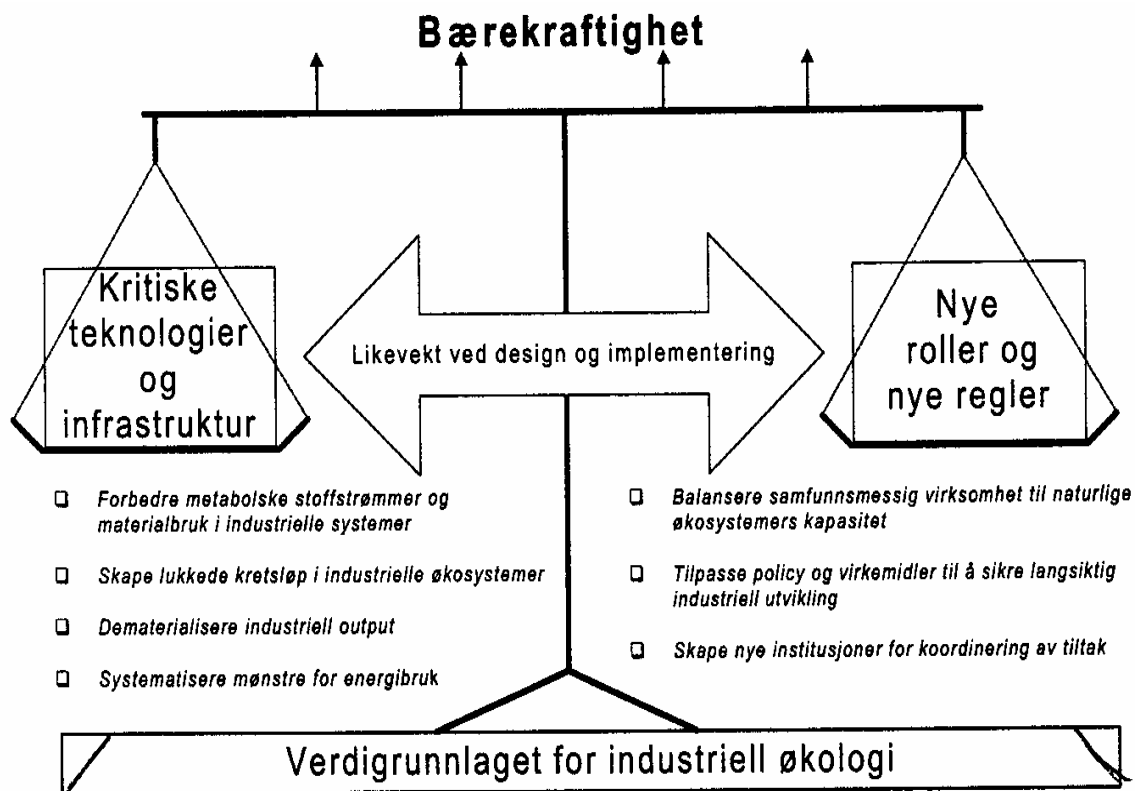 Bærekraftighet
Kritiske
teknologier
og
infrastruktur
Likevekt ved design og implementering
Nye
roller og
nye regler
Forbedre metabolske stoffstrømmer og
materialbruk i industrielle systemer
Skape lukkede kretsløp i industrielle økosystemer
Dematerialisere industriell output
Systematisere mønstre for energibruk
Balansere samfunnsmessig virksomhet til naturlige
økosystemers kapasitet
Tilpasse policy og virkemidler til å sikre langsiktig
industriell utvikling
Skape nye institusjoner for koordinering av tiltak
Verdigrunnlaget for industriell økologi